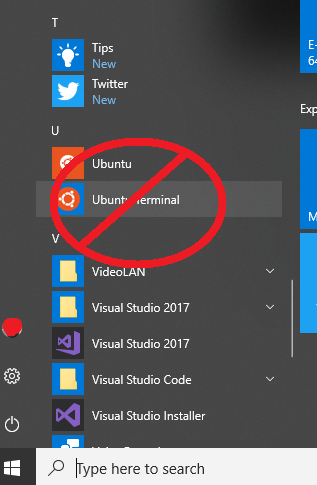 T
Tips
New
Twitter
New
E-
64
U
Exp
Ubuntu
Ubuntu Terminal
V
VideoLAN
Visual Studio 2017
Visual Studio 2017
Visual Studio Code
Visual Studio Installer
Type here to search